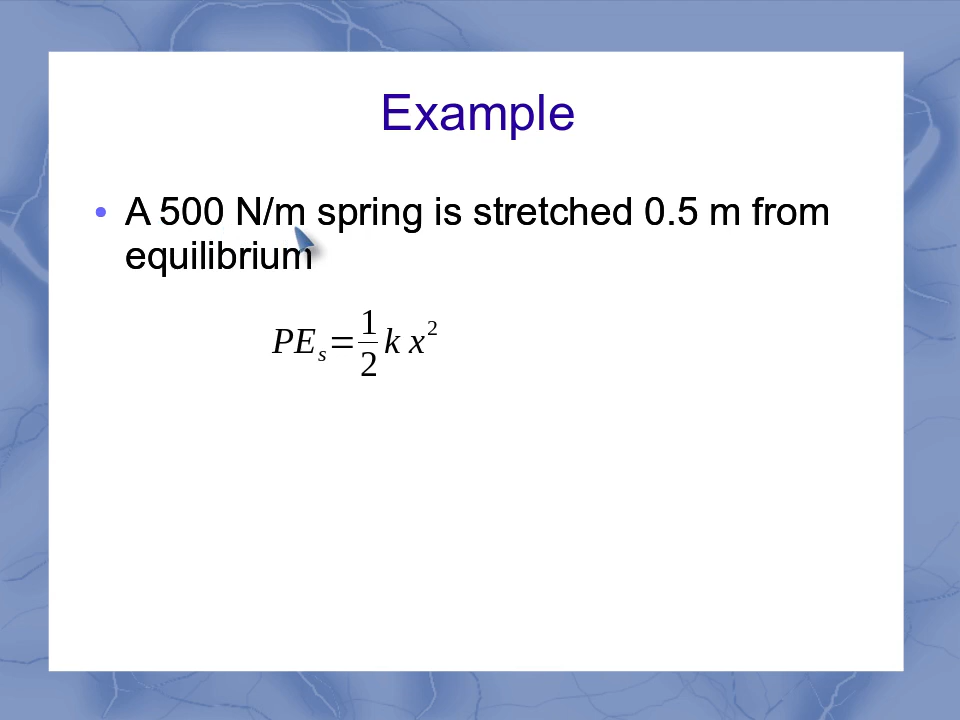 Example
• A 500 N/m spring is stretched 0.5 m from
equilibrium
PEₛ = 1/2 k x²